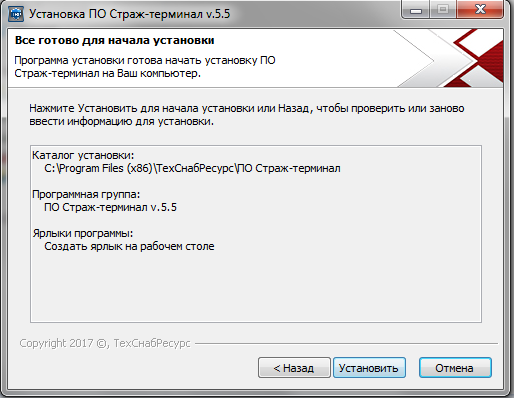 Установка ПО Страж-терминал v.5.5
Все готово для начала установки
Программа установки готова начать установку ПО
Страж-терминал на Ваш компьютер.
Нажмите Установить для начала установки или Назад, чтобы проверить или заново
ввести информацию для установки.
Каталог установки:
C:\Program Files (x86)\ТехСнабРесурс\ПО Страж-терминал
Программная группа:
ПО Страж-терминал v.5.5
Ярлыки программы:
Создать ярлык на рабочем столе
Copyright 2017 ©, ТехСнабРесурс
< Назад
Установить
Отмена